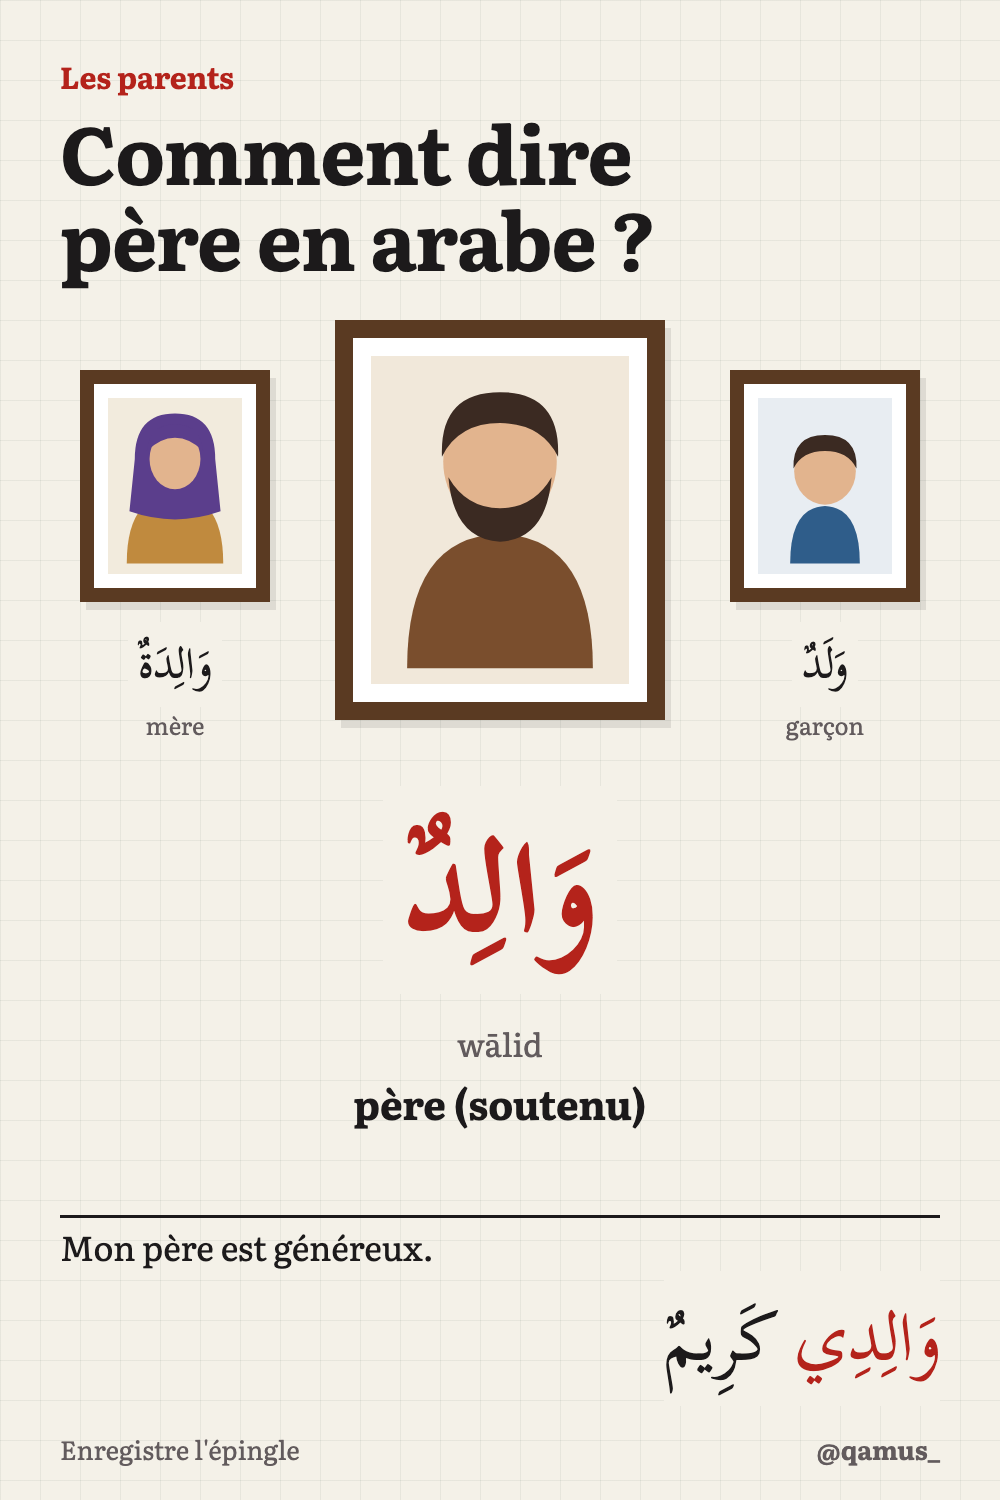 Les parents
Comment dire
père en arabe ?
وَالِدَةٌ
mère
وَلَدٌ
garçon
وَالِدٌ
wālid
père (soutenu)
Mon père est généreux.
وَالِدِي كَرِيمٌ
Enregistre l'épingle
@qamus_